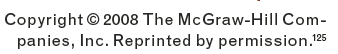 Copyright © 2008 The McGraw-Hill Com-
panies, Inc. Reprinted by permission.¹²⁵